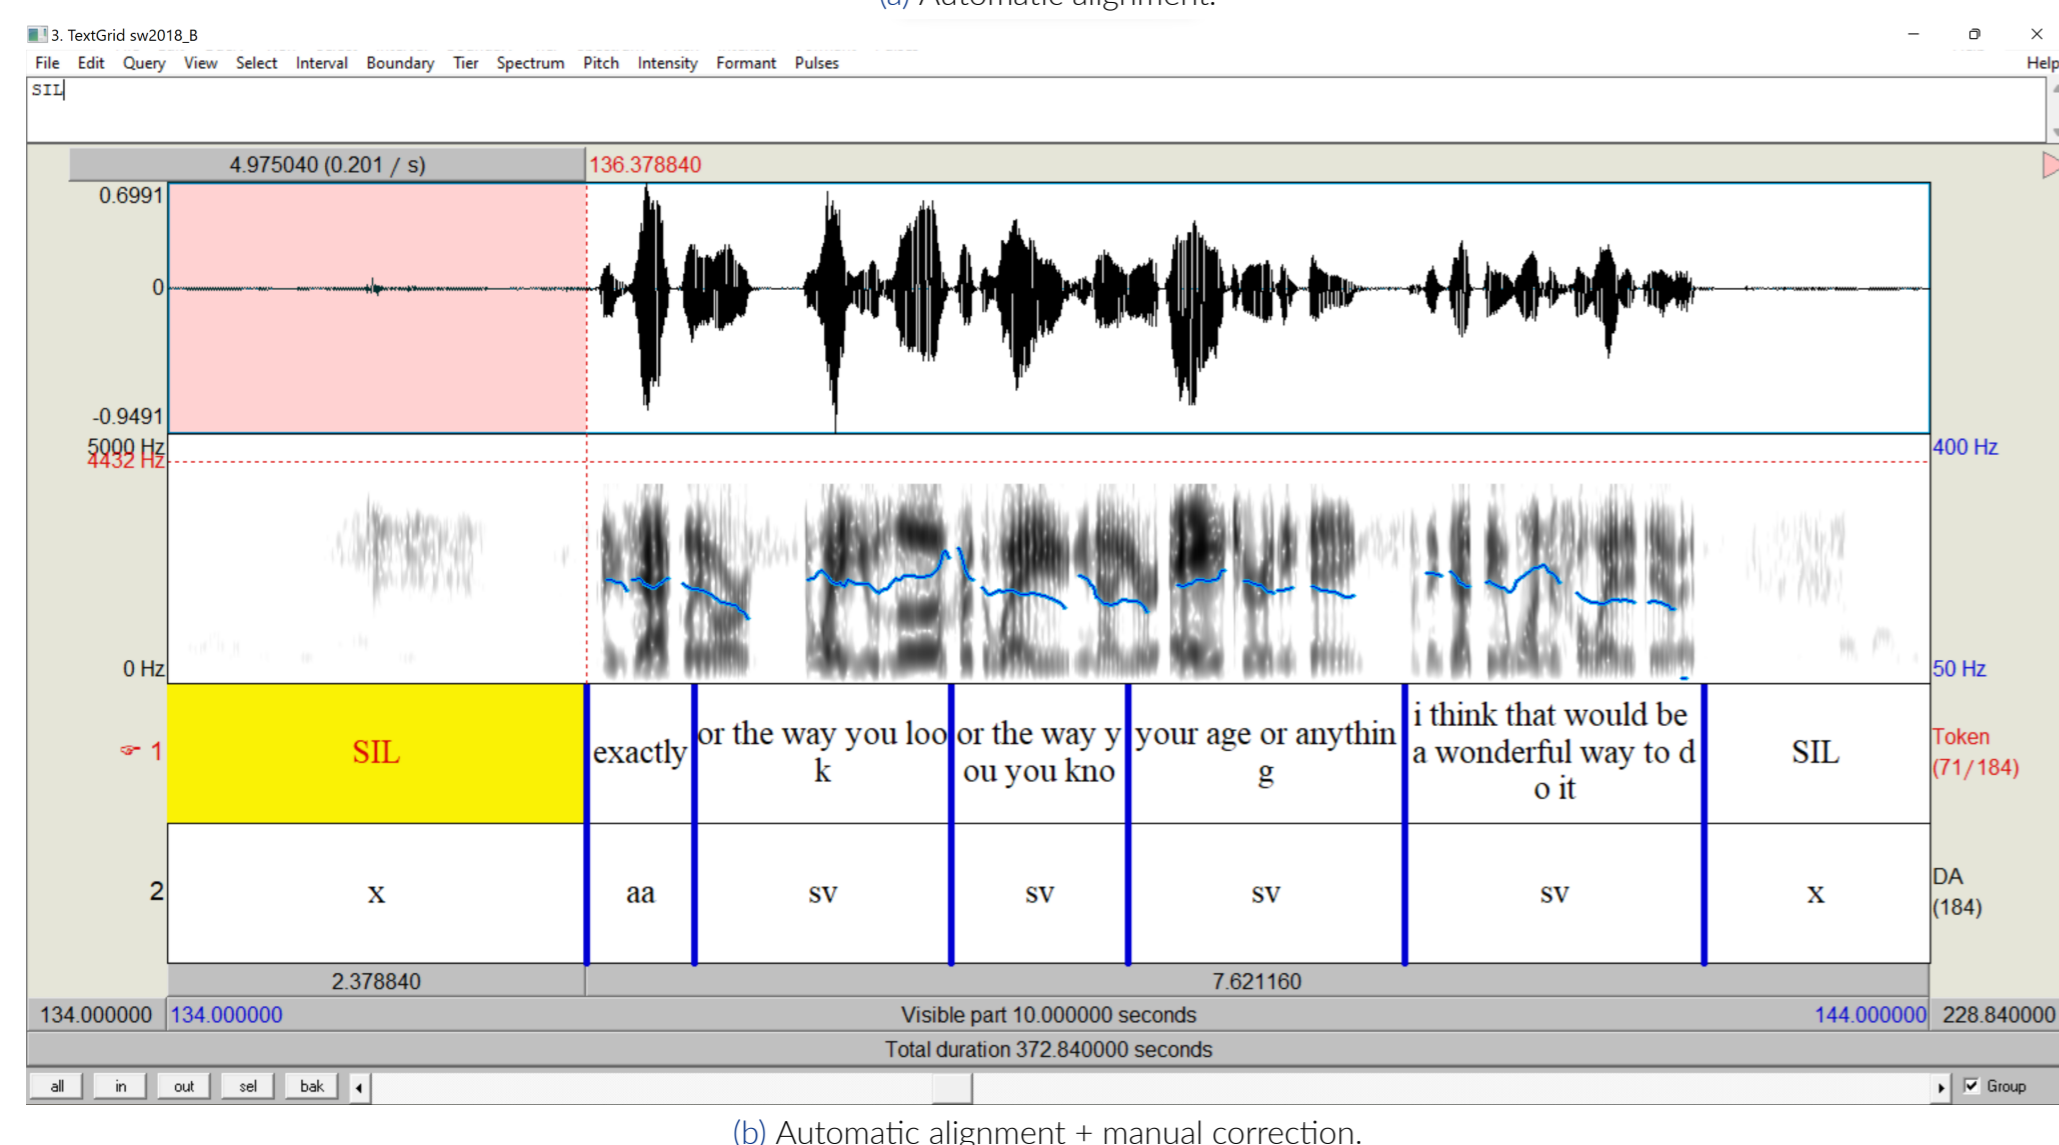 (a) Automatic alignment.
3. TextGrid sw2018_B
File Edit Query View Select Interval Boundary Tier Spectrum Pitch Intensity Formant Pulses Help
SIL
4.975040 (0.201 / s) 136.378840
0.6991
0
-0.9491
5000 Hz 400 Hz
4432 Hz
0 Hz 50 Hz
☞ 1
SIL
exactly
or the way you loo
k
or the way y
ou you kno
your age or anythin
g
i think that would be
a wonderful way to d
o it
SIL
Token
(71/184)
2
x aa sv sv sv sv x
DA
(184)
2.378840 7.621160
134.000000 134.000000 Visible part 10.000000 seconds 144.000000 228.840000
Total duration 372.840000 seconds
all in out sel bak Group
(b) Automatic alignment + manual correction.